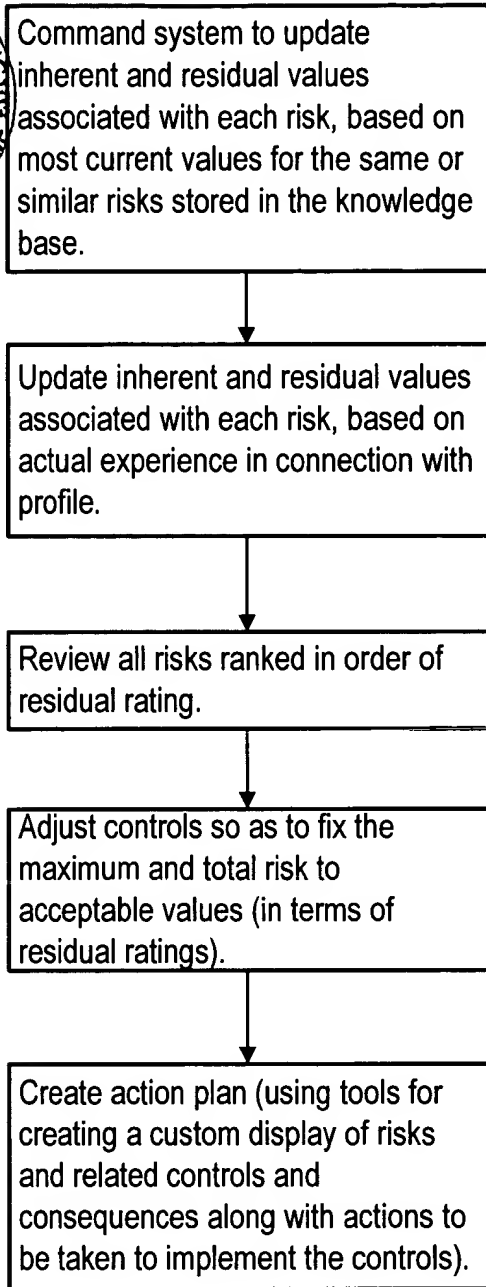 Command system to update
inherent and residual values
associated with each risk, based on
most current values for the same or
similar risks stored in the knowledge
base.
Update inherent and residual values
associated with each risk, based on
actual experience in connection with
profile.
Review all risks ranked in order of
residual rating.
Adjust controls so as to fix the
maximum and total risk to
acceptable values (in terms of
residual ratings).
Create action plan (using tools for
creating a custom display of risks
and related controls and
consequences along with actions to
be taken to implement the controls).